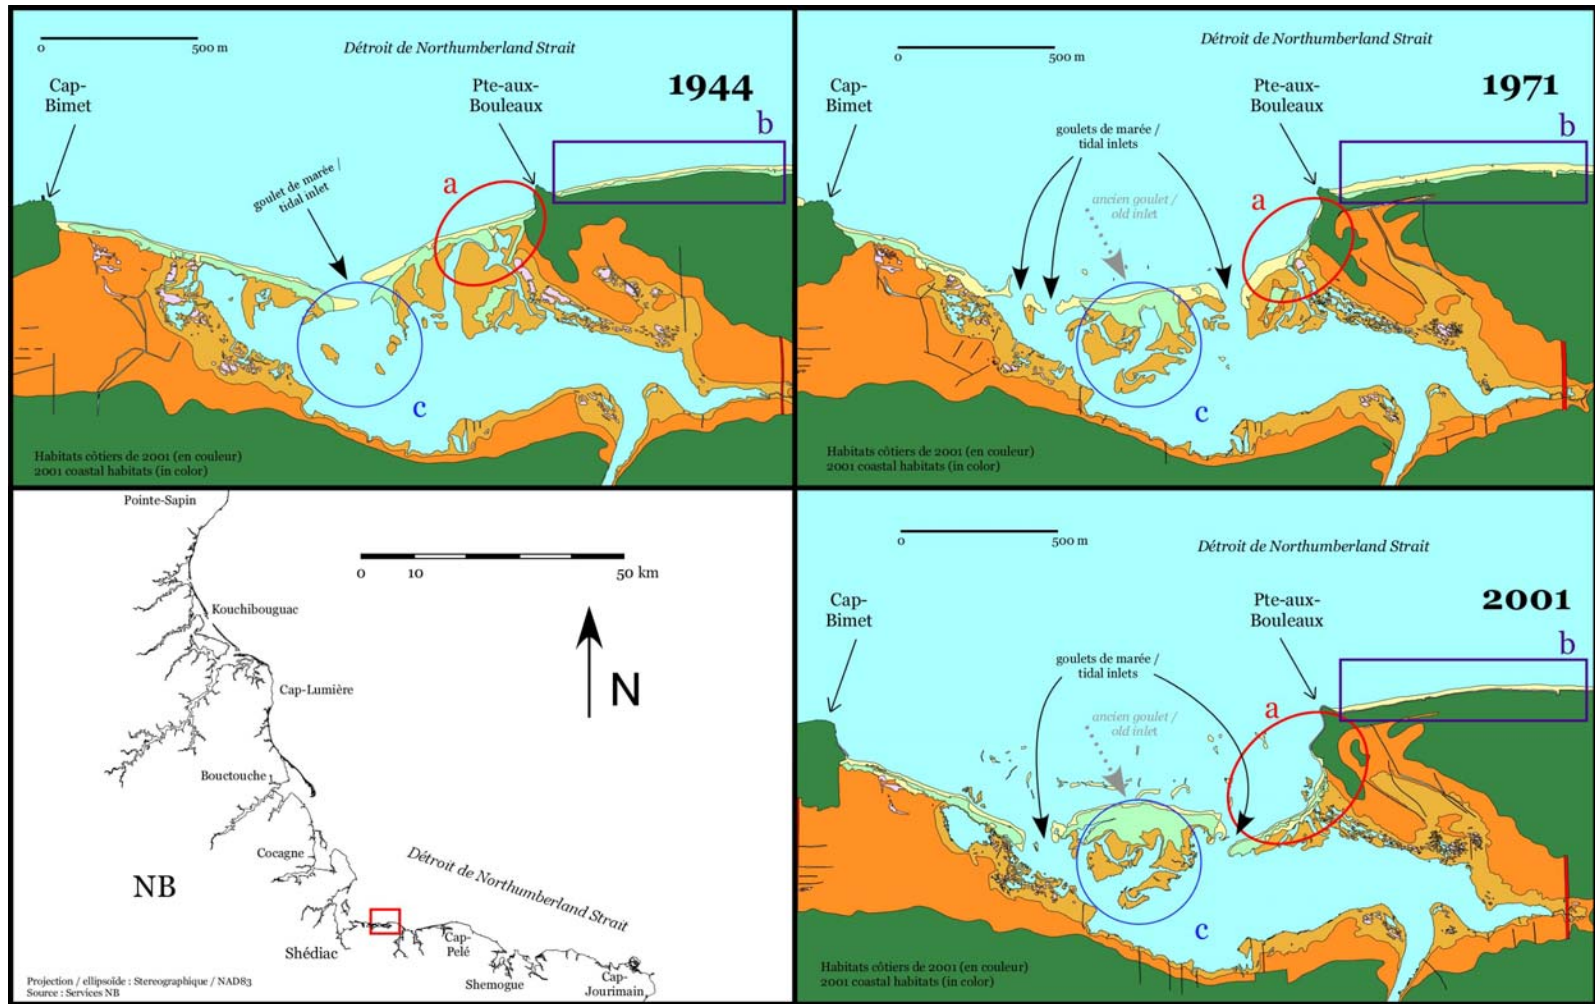 0
500 m
Détroit de Northumberland Strait
1944
Cap-
Bimet
Pte-aux-
Bouleaux
b
a
goulet de marée /
tidal inlet
c
Habitats côtiers de 2001 (en couleur)
2001 coastal habitats (in color)
0
500 m
Détroit de Northumberland Strait
1971
Cap-
Bimet
Pte-aux-
Bouleaux
b
goulets de marée /
tidal inlets
a
ancien goulet /
old inlet
c
Habitats côtiers de 2001 (en couleur)
2001 coastal habitats (in color)
Pointe-Sapin
0
10
50 km
Kouchibouguac
N
Cap-Lumière
Bouctouche
Cocagne
Détroit de Northumberland Strait
NB
Shédiac
Cap-
Pelé
Shemogue
Cap-
Jourimain
Projection / ellipsoïde : Stereographique / NAD83
Source : Services NB
0
500 m
Détroit de Northumberland Strait
2001
Cap-
Bimet
Pte-aux-
Bouleaux
b
goulets de marée /
tidal inlets
a
ancien goulet /
old inlet
c
Habitats côtiers de 2001 (en couleur)
2001 coastal habitats (in color)